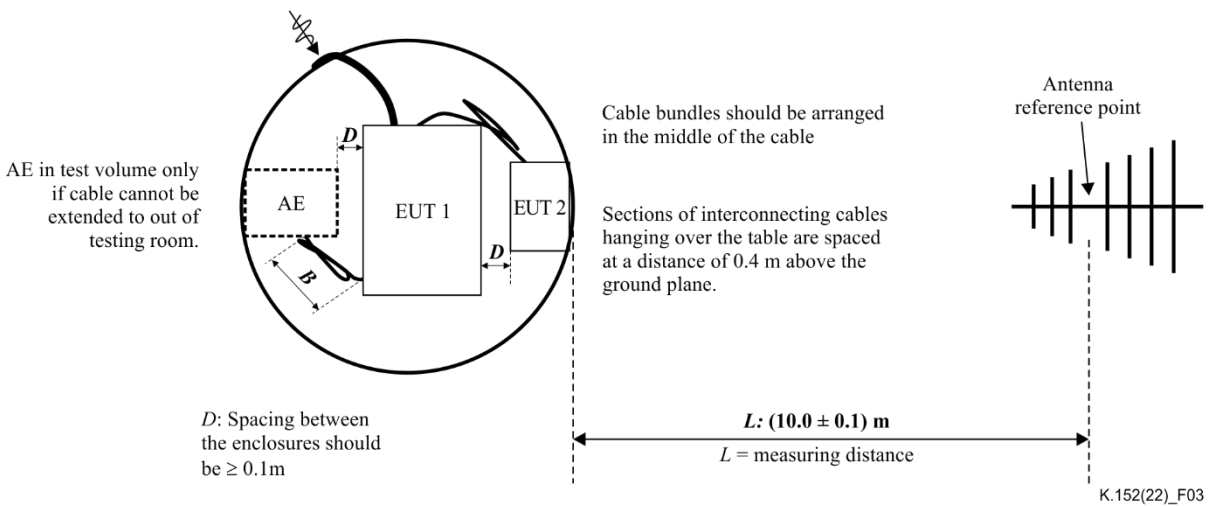 Antenna
reference point
Cable bundles should be arranged
in the middle of the cable
D
AE in test volume only
if cable cannot be
extended to out of
testing room.
AE
EUT 1
EUT 2
Sections of interconnecting cables
hanging over the table are spaced
at a distance of 0.4 m above the
ground plane.
D
B
D: Spacing between
the enclosures should
be ≥ 0.1m
L: (10.0 ± 0.1) m
L = measuring distance
K.152(22)_F03